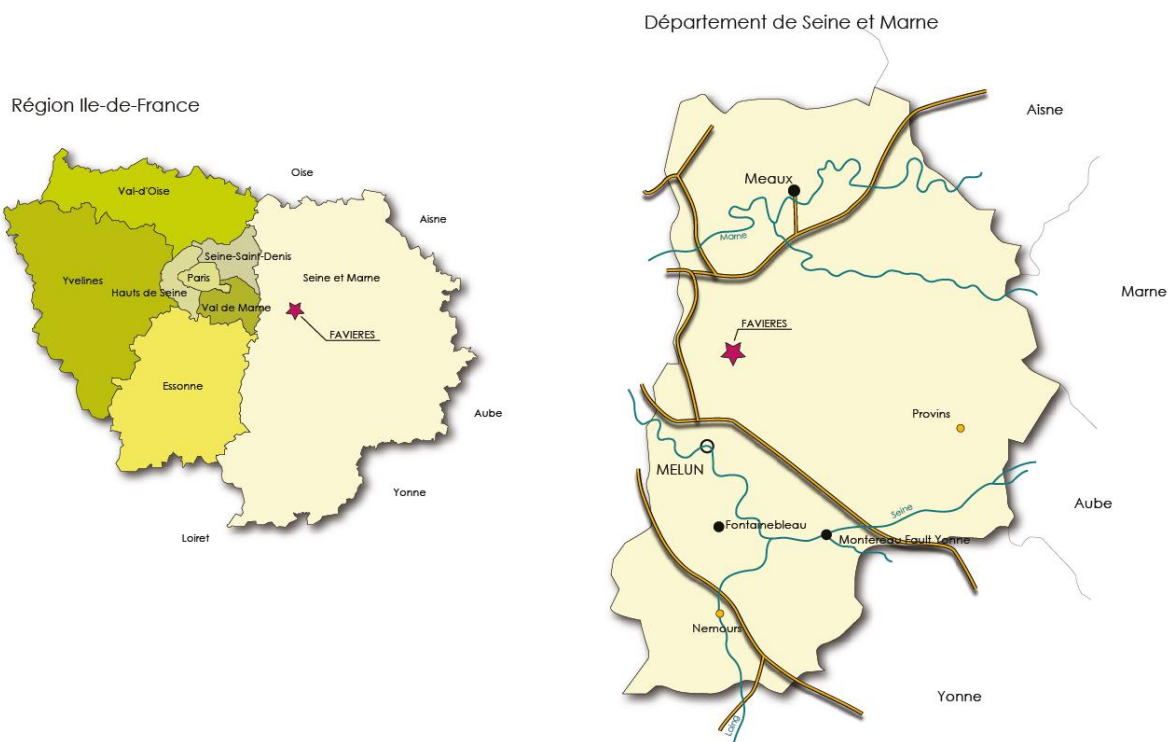 Région Ile-de-France
Oise
Val-d'Oise
Aisne
Seine-Saint-Denis
Yvelines
Paris
Seine et Marne
Hauts de Seine
Val de Marne
FAVIERES
Essonne
Aube
Yonne
Loiret
Département de Seine et Marne
Aisne
Meaux
Marne
Marne
FAVIERES
Provins
MELUN
Aube
Seine
Fontainebleau
Montereau Fault Yonne
Nemours
Yonne
Loing